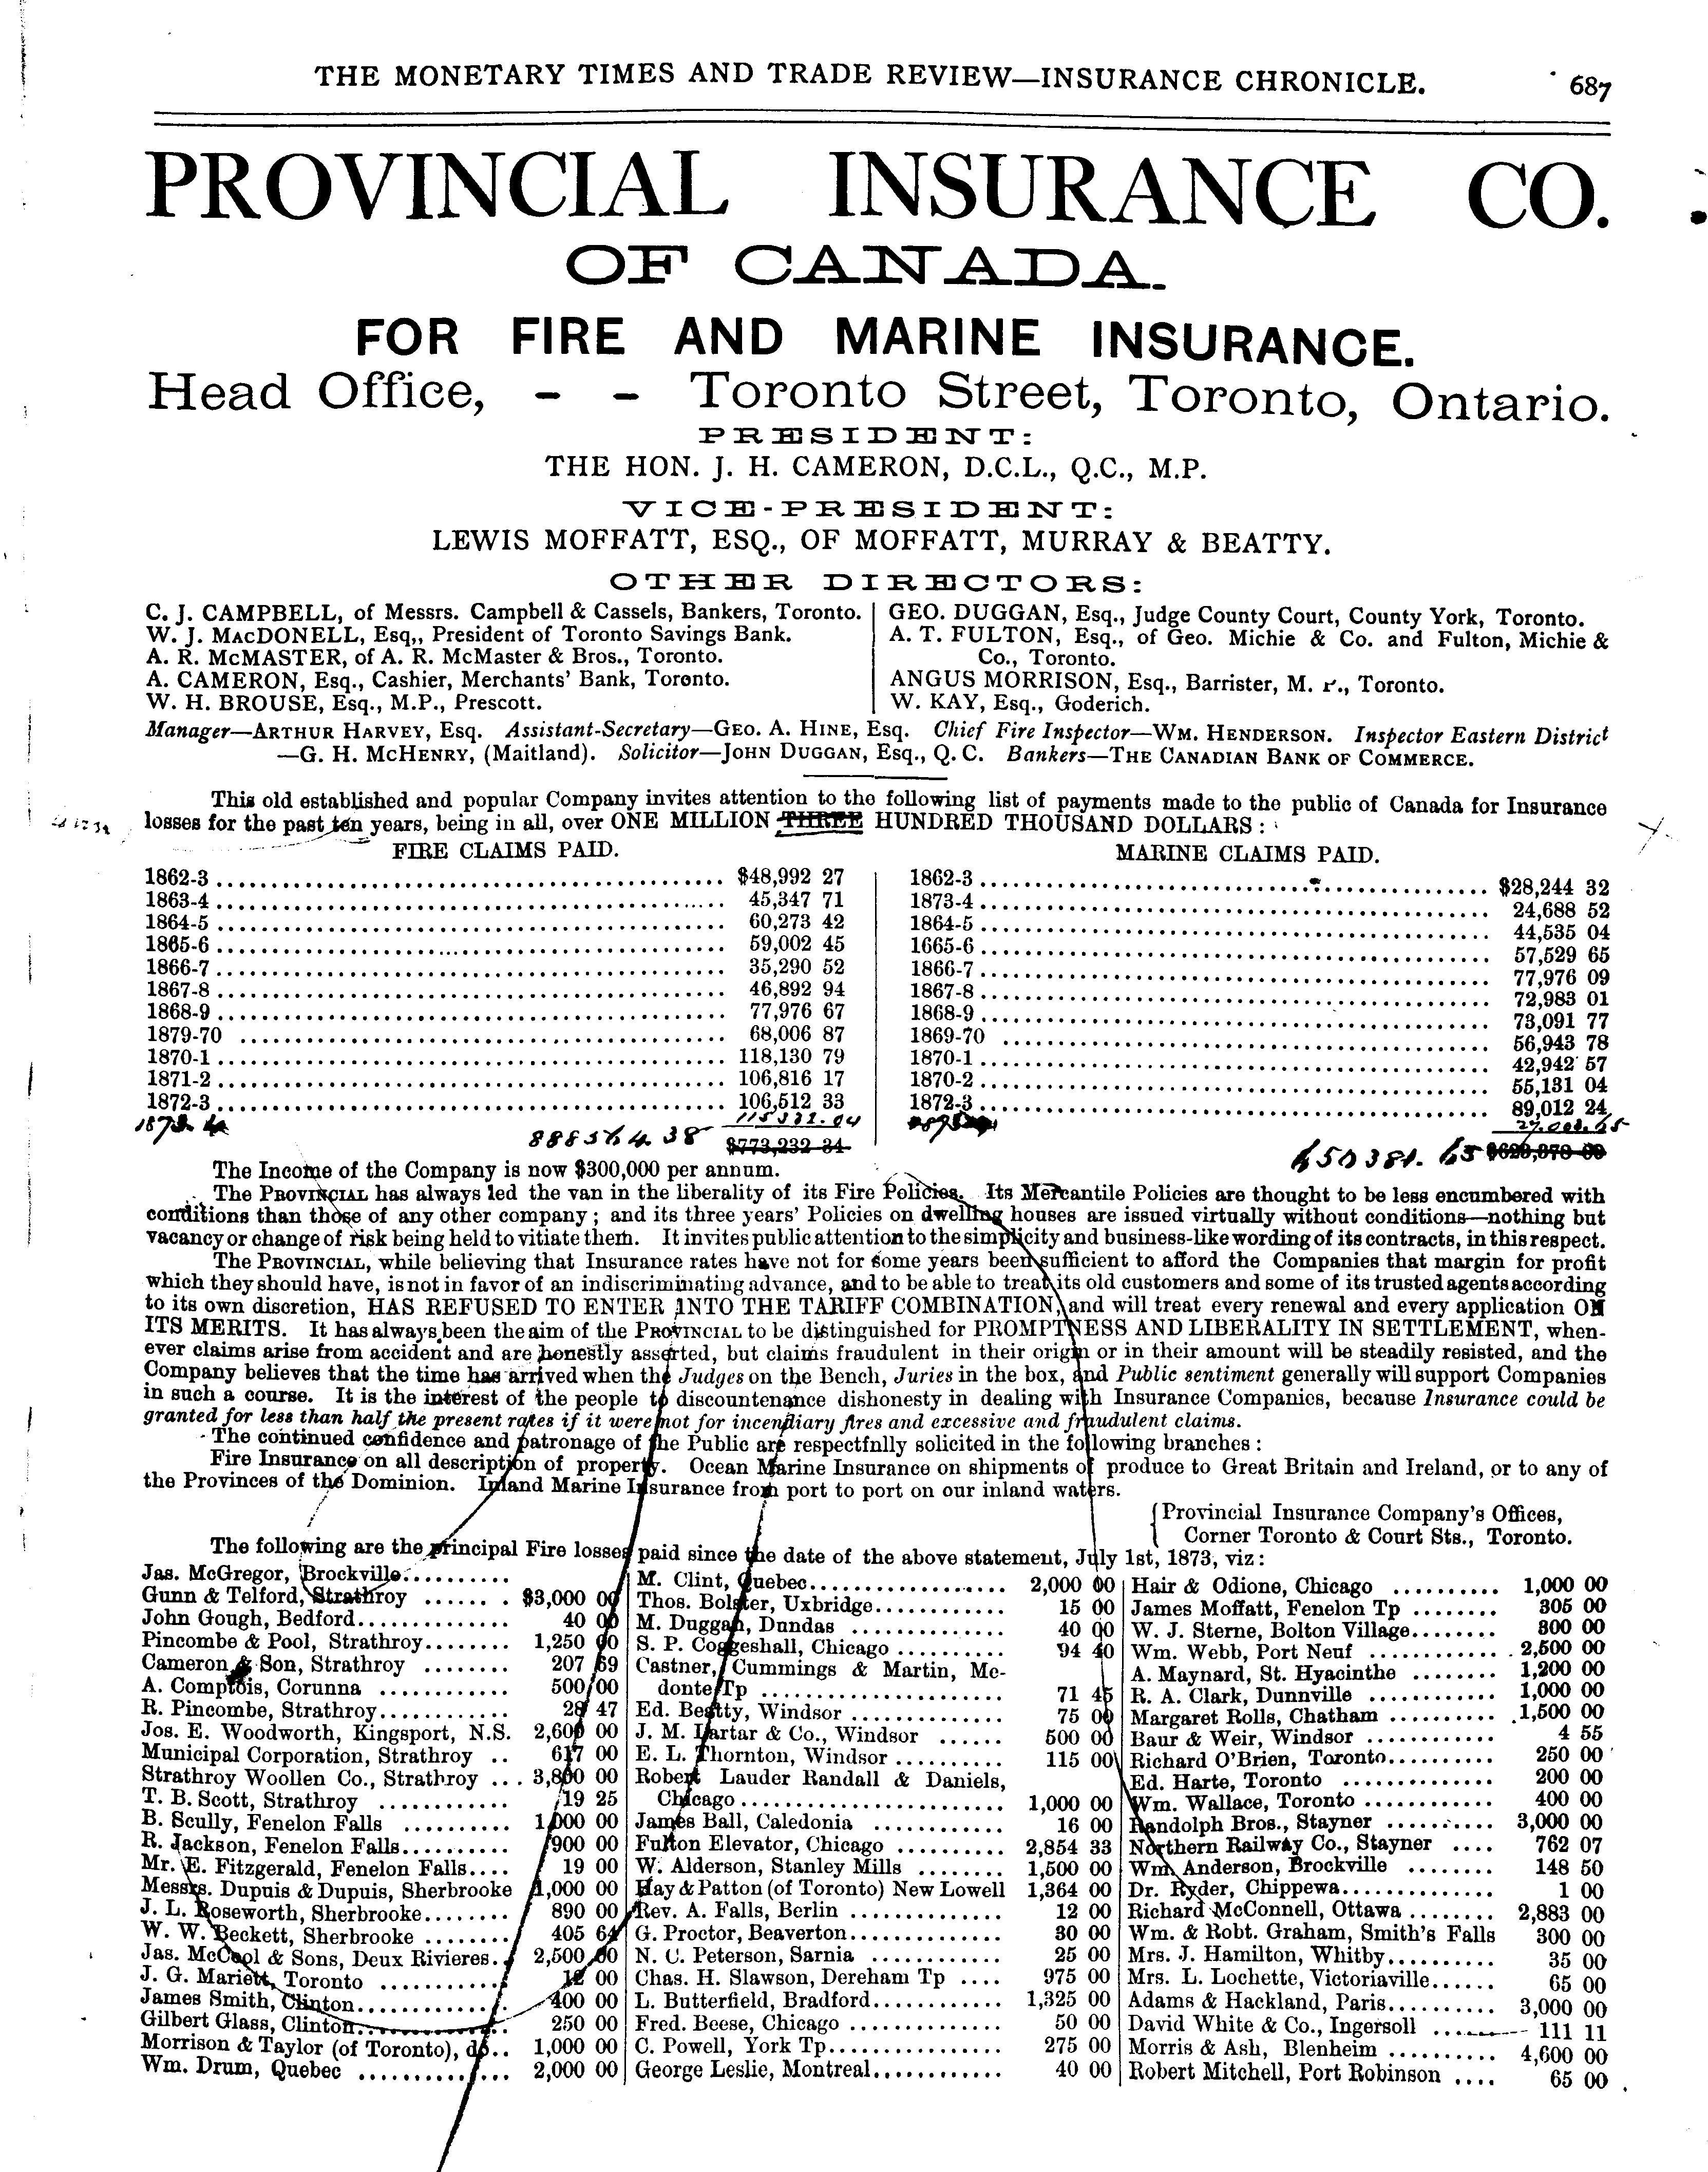 THE MONETARY TIMES AND TRADE REVIEW—INSURANCE CHRONICLE. 687
PROVINCIAL INSURANCE CO.
OF CANADA.
FOR FIRE AND MARINE INSURANCE.
Head Office, - - Toronto Street, Toronto, Ontario.
PRESIDENT:
THE HON. J. H. CAMERON, D.C.L., Q.C., M.P.
VICE-PRESIDENT:
LEWIS MOFFATT, ESQ., OF MOFFATT, MURRAY & BEATTY.
OTHER DIRECTORS:
C. J. CAMPBELL, of Messrs. Campbell & Cassels, Bankers, Toronto.
W. J. MACDONELL, Esq,, President of Toronto Savings Bank.
A. R. McMASTER, of A. R. McMaster & Bros., Toronto.
A. CAMERON, Esq., Cashier, Merchants' Bank, Toronto.
W. H. BROUSE, Esq., M.P., Prescott.
GEO. DUGGAN, Esq., Judge County Court, County York, Toronto.
A. T. FULTON, Esq., of Geo. Michie & Co. and Fulton, Michie &
Co., Toronto.
ANGUS MORRISON, Esq., Barrister, M. P., Toronto.
W. KAY, Esq., Goderich.
Manager—ARTHUR HARVEY, Esq. Assistant-Secretary—GEO. A. HINE, Esq. Chief Fire Inspector—WM. HENDERSON. Inspector Eastern District
—G. H. McHENRY, (Maitland). Solicitor—JOHN DUGGAN, Esq., Q. C. Bankers—THE CANADIAN BANK OF COMMERCE.
This old established and popular Company invites attention to the following list of payments made to the public of Canada for Insurance
losses for the past ten years, being in all, over ONE MILLION THREE HUNDRED THOUSAND DOLLARS :
FIRE CLAIMS PAID.
1862-3 ........ $48,992 27
1863-4 ........ 45,347 71
1864-5 ........ 60,273 42
1865-6 ........ 59,002 45
1866-7 ........ 35,290 52
1867-8 ........ 46,892 94
1868-9 ........ 77,976 67
1879-70 ........ 68,006 87
1870-1 ........ 118,130 79
1871-2 ........ 106,816 17
1872-3 ........ 106,512 33
1873-4 115332.04
888564.38 $773,232 34
MARINE CLAIMS PAID.
1862-3 ........ $28,244 32
1873-4 ........ 24,688 52
1864-5 ........ 44,535 04
1665-6 ........ 57,529 65
1866-7 ........ 77,976 09
1867-8 ........ 72,983 01
1868-9 ........ 73,091 77
1869-70 ........ 56,943 78
1870-1 ........ 42,942 57
1870-2 ........ 55,131 04
1872-3 ........ 89,012 24
650381.65
The Income of the Company is now $300,000 per annum.
The PROVINCIAL has always led the van in the liberality of its Fire Policies. Its Mercantile Policies are thought to be less encumbered with
conditions than those of any other company ; and its three years' Policies on dwelling houses are issued virtually without conditions—nothing but
vacancy or change of risk being held to vitiate them. It invites public attention to the simplicity and business-like wording of its contracts, in this respect.
The PROVINCIAL, while believing that Insurance rates have not for some years been sufficient to afford the Companies that margin for profit
which they should have, is not in favor of an indiscriminating advance, and to be able to treat its old customers and some of its trusted agents according
to its own discretion, HAS REFUSED TO ENTER INTO THE TARIFF COMBINATION, and will treat every renewal and every application ON
ITS MERITS. It has always been the aim of the PROVINCIAL to be distinguished for PROMPTNESS AND LIBERALITY IN SETTLEMENT, when-
ever claims arise from accident and are honestly asserted, but claims fraudulent in their origin or in their amount will be steadily resisted, and the
Company believes that the time has arrived when the Judges on the Bench, Juries in the box, and Public sentiment generally will support Companies
in such a course. It is the interest of the people to discountenance dishonesty in dealing with Insurance Companies, because Insurance could be
granted for less than half the present rates if it were not for incendiary fires and excessive and fraudulent claims.
The continued confidence and patronage of the Public are respectfnlly solicited in the following branches :
Fire Insurance on all description of property. Ocean Marine Insurance on shipments of produce to Great Britain and Ireland, or to any of
the Provinces of the Dominion. Inland Marine Insurance from port to port on our inland waters.
{Provincial Insurance Company's Offices,
Corner Toronto & Court Sts., Toronto.
The following are the principal Fire losses paid since the date of the above statement, July 1st, 1873, viz :
Jas. McGregor, Brockville..........
Gunn & Telford, Strathroy ....... $3,000 00
John Gough, Bedford.............. 40 00
Pincombe & Pool, Strathroy........ 1,250 00
Cameron & Son, Strathroy ........ 207 69
A. Comptois, Corunna ............ 500 00
R. Pincombe, Strathroy............ 28 47
Jos. E. Woodworth, Kingsport, N.S. 2,600 00
Municipal Corporation, Strathroy .. 617 00
Strathroy Woollen Co., Strathroy ... 3,800 00
T. B. Scott, Strathroy ............ 19 25
B. Scully, Fenelon Falls .......... 1,000 00
R. Jackson, Fenelon Falls.......... 900 00
Mr. E. Fitzgerald, Fenelon Falls.... 19 00
Messrs. Dupuis & Dupuis, Sherbrooke 1,000 00
J. L. Roseworth, Sherbrooke........ 890 00
W. W. Beckett, Sherbrooke ........ 405 64
Jas. McCool & Sons, Deux Rivieres.. 2,500 00
J. G. Mariett, Toronto ............ 12 00
James Smith, Clinton.............. 400 00
Gilbert Glass, Clinton.............. 250 00
Morrison & Taylor (of Toronto), do.. 1,000 00
Wm. Drum, Quebec .............. 2,000 00
M. Clint, Quebec.................. 2,000 00
Thos. Bolster, Uxbridge............ 15 00
M. Duggan, Dundas .............. 40 00
S. P. Coggeshall, Chicago .......... 94 40
Castner, Cummings & Martin, Mc-
donte Tp ...................... 71 45
Ed. Beatty, Windsor .............. 75 00
J. M. Lartar & Co., Windsor ...... 500 00
E. L. Thornton, Windsor .......... 115 00
Robert Lauder Randall & Daniels,
Chicago........................ 1,000 00
James Ball, Caledonia ............ 16 00
Fulton Elevator, Chicago .......... 2,854 33
W. Alderson, Stanley Mills ........ 1,500 00
Hay & Patton (of Toronto) New Lowell 1,364 00
Rev. A. Falls, Berlin .............. 12 00
G. Proctor, Beaverton.............. 30 00
N. C. Peterson, Sarnia ............ 25 00
Chas. H. Slawson, Dereham Tp .... 975 00
L. Butterfield, Bradford............ 1,325 00
Fred. Beese, Chicago .............. 50 00
C. Powell, York Tp................ 275 00
George Leslie, Montreal............ 40 00
Hair & Odione, Chicago .......... 1,000 00
James Moffatt, Fenelon Tp ........ 305 00
W. J. Sterne, Bolton Village........ 800 00
Wm. Webb, Port Neuf ............ 2,500 00
A. Maynard, St. Hyacinthe ........ 1,200 00
R. A. Clark, Dunnville ............ 1,000 00
Margaret Rolls, Chatham .......... 1,500 00
Baur & Weir, Windsor ............ 4 55
Richard O'Brien, Toronto.......... 250 00
Ed. Harte, Toronto .............. 200 00
Wm. Wallace, Toronto ............ 400 00
Randolph Bros., Stayner .......... 3,000 00
Northern Railway Co., Stayner .... 762 07
Wm Anderson, Brockville ........ 148 50
Dr. Ryder, Chippewa.............. 1 00
Richard McConnell, Ottawa ........ 2,883 00
Wm. & Robt. Graham, Smith's Falls 300 00
Mrs. J. Hamilton, Whitby.......... 35 00
Mrs. L. Lochette, Victoriaville...... 65 00
Adams & Hackland, Paris.......... 3,000 00
David White & Co., Ingersoll ...... 111 11
Morris & Ash, Blenheim .......... 4,600 00
Robert Mitchell, Port Robinson .... 65 00